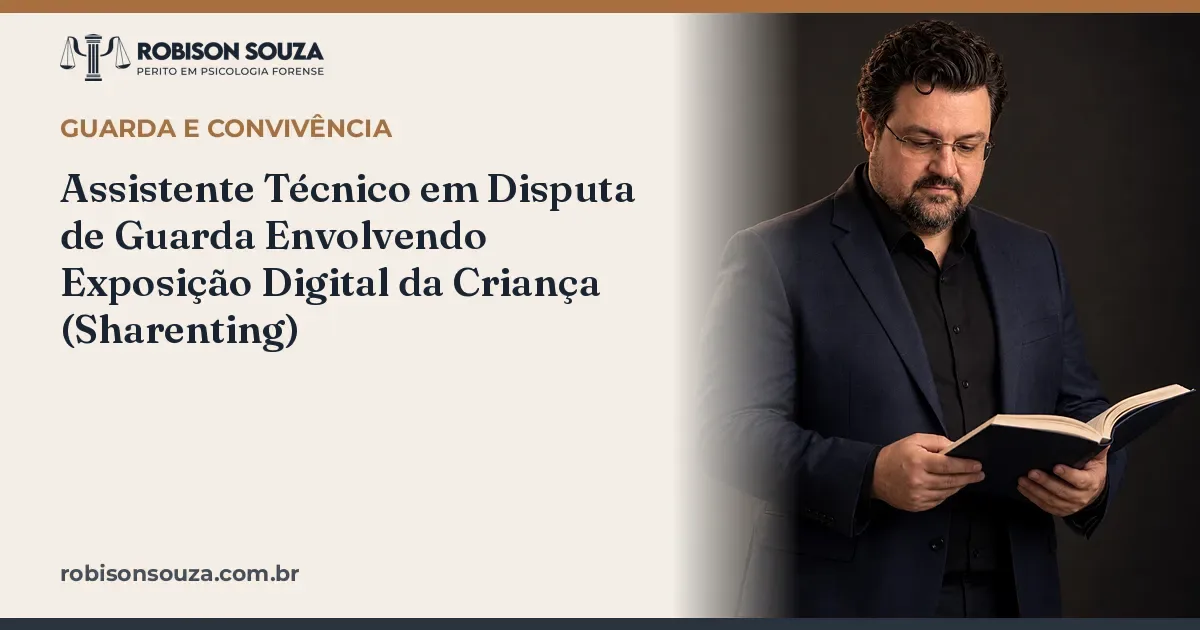 ROBISON SOUZA
PERITO EM PSICOLOGIA FORENSE
GUARDA E CONVIVÊNCIA
Assistente Técnico em Disputa
de Guarda Envolvendo
Exposição Digital da Criança
(Sharenting)
robisonsouza.com.br